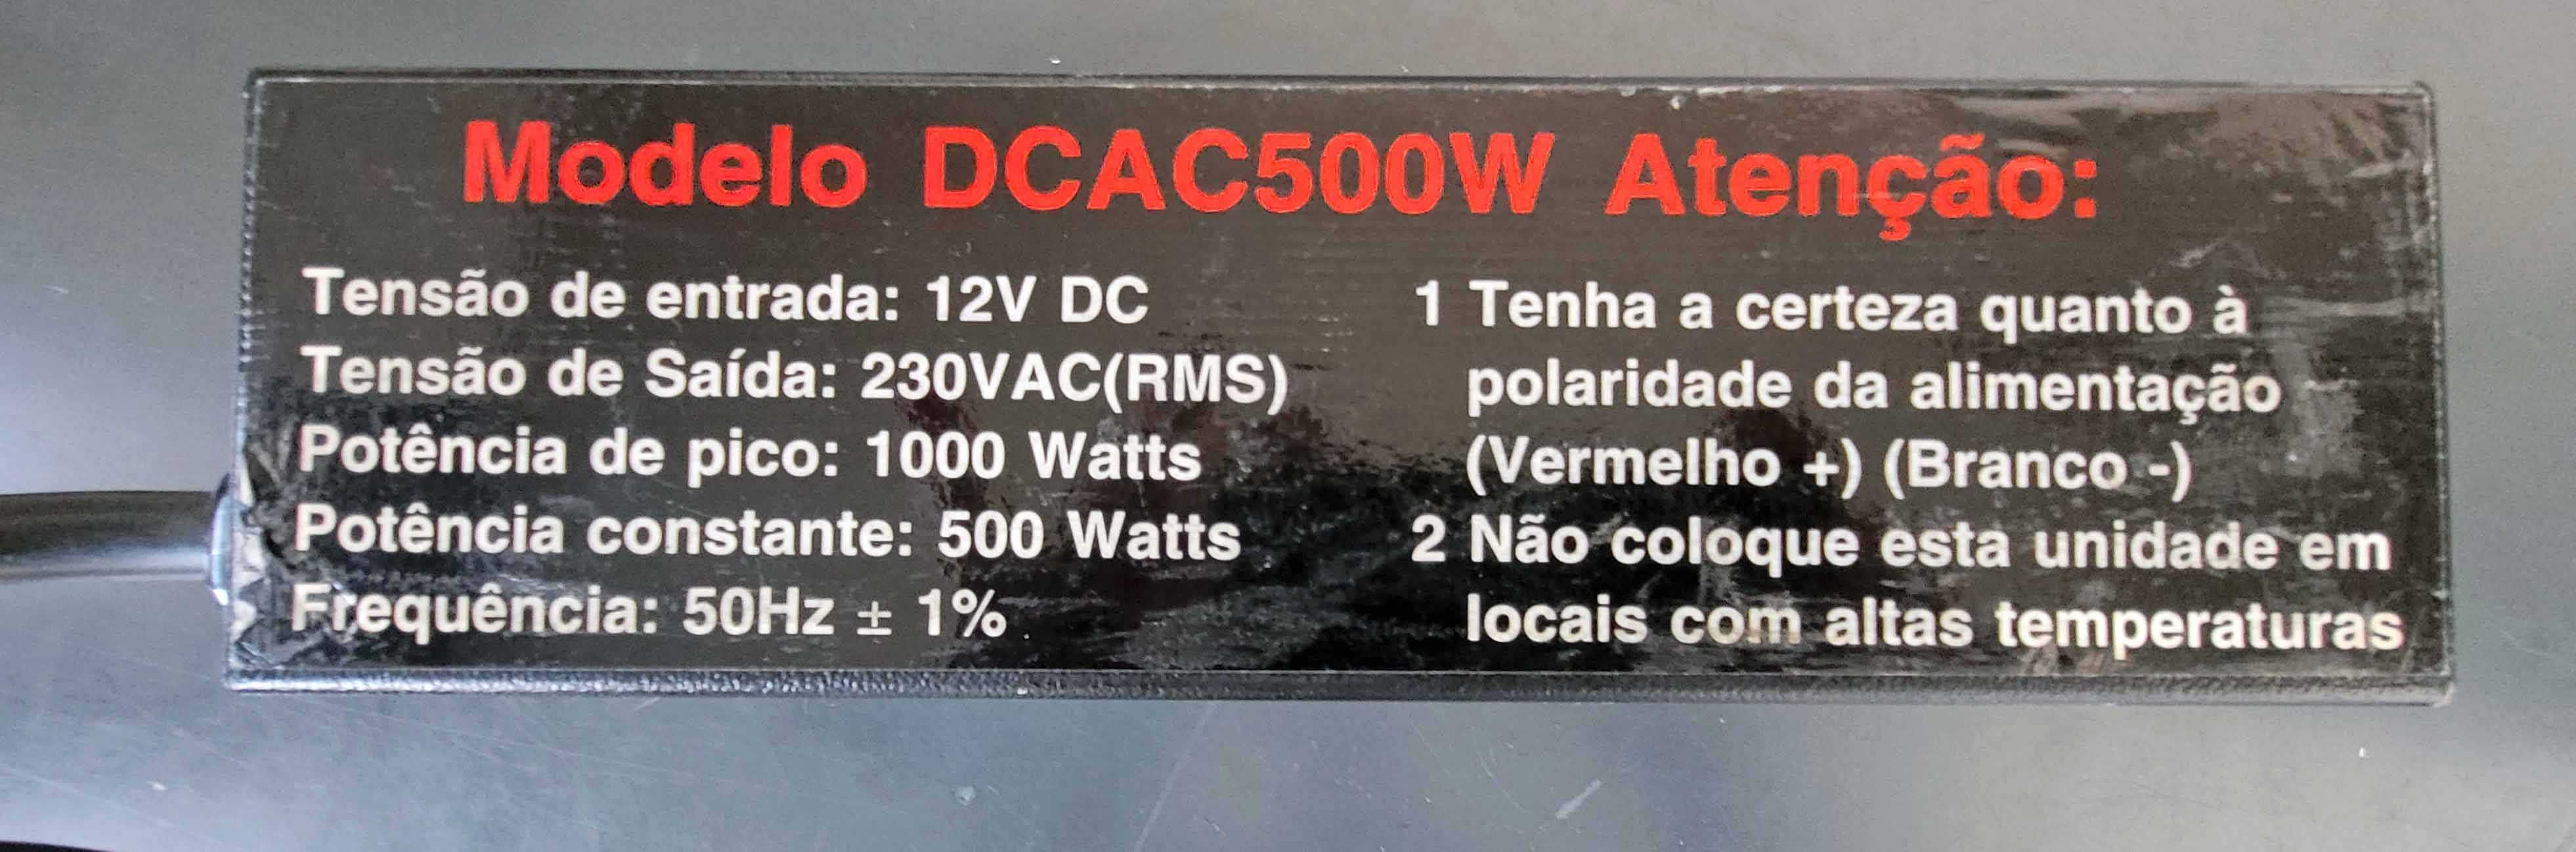 Modelo DCAC500W Atenção:
Tensão de entrada: 12V DC
Tensão de Saída: 230VAC(RMS)
Potência de pico: 1000 Watts
Potência constante: 500 Watts
Frequência: 50Hz ± 1%
1 Tenha a certeza quanto à
polaridade da alimentação
(Vermelho +) (Branco -)
2 Não coloque esta unidade em
locais com altas temperaturas